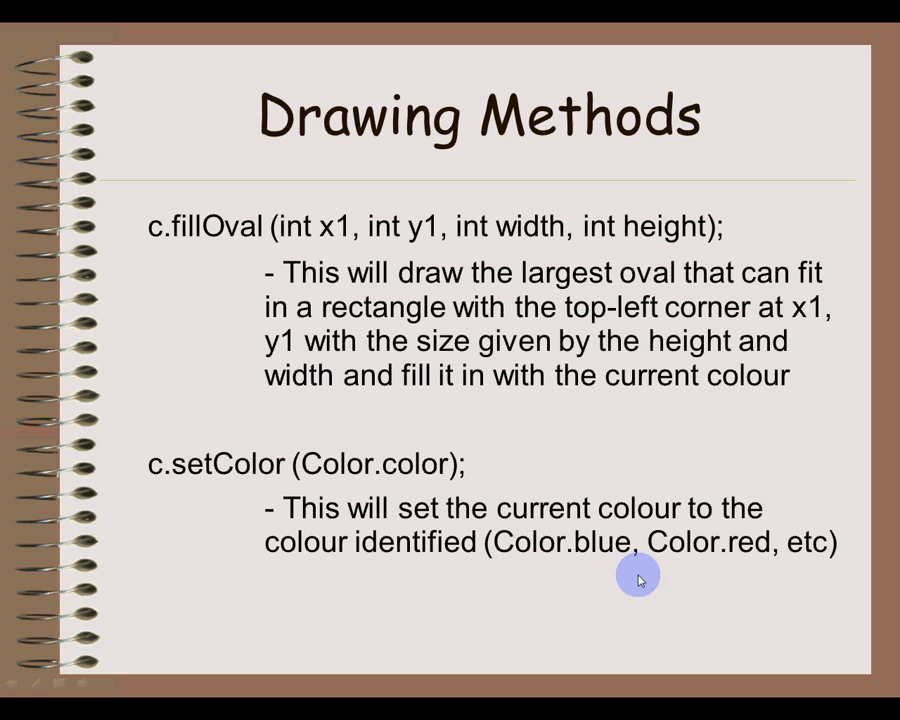 Drawing Methods
c.fillOval (int x1, int y1, int width, int height);
- This will draw the largest oval that can fit
in a rectangle with the top-left corner at x1,
y1 with the size given by the height and
width and fill it in with the current colour
c.setColor (Color.color);
- This will set the current colour to the
colour identified (Color.blue, Color.red, etc)